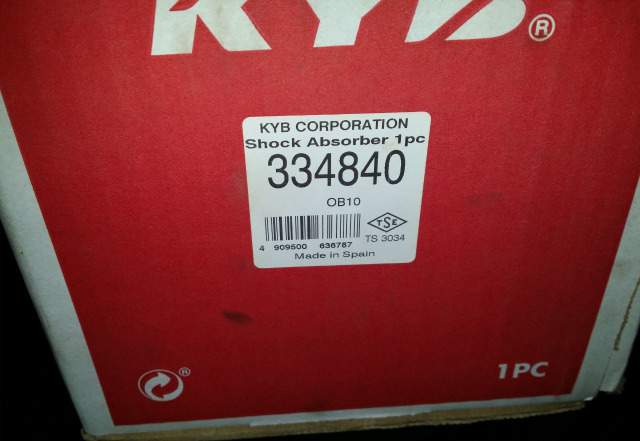 KYB®
KYB CORPORATION
Shock Absorber 1pc
334840
OB10
TSE
4 909500 636787 TS 3034
Made in Spain
®
1PC